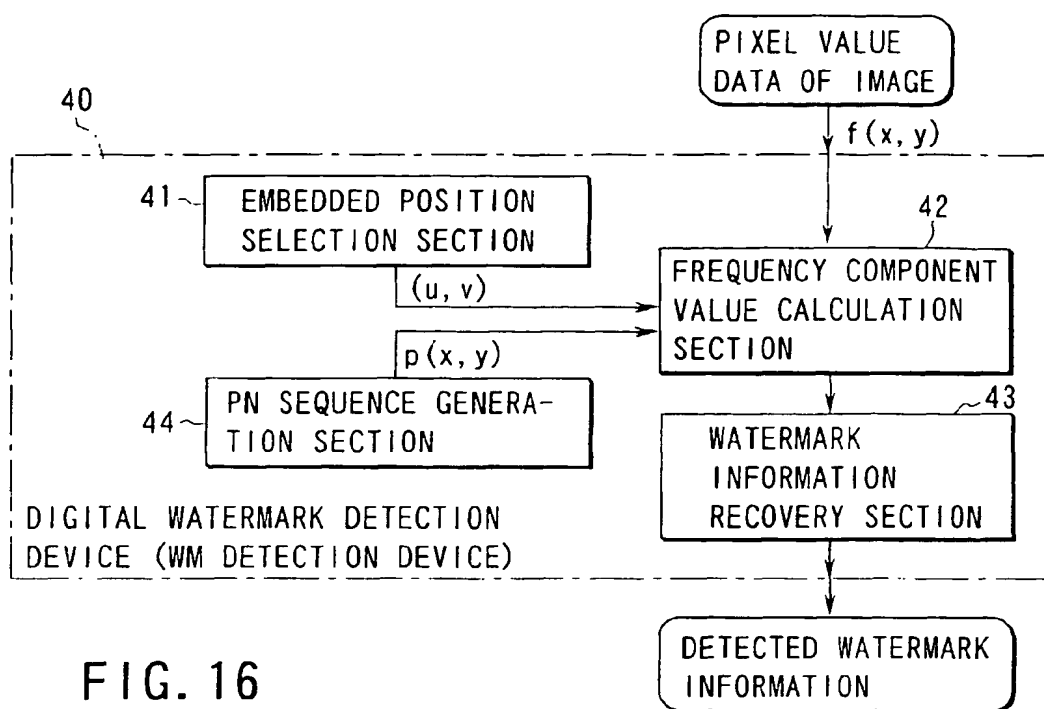 PIXEL VALUE
DATA OF IMAGE
40
f(x, y)
41
EMBEDDED POSITION
SELECTION SECTION
42
(u, v)
FREQUENCY COMPONENT
VALUE CALCULATION
SECTION
p(x, y)
44
PN SEQUENCE GENERA-
TION SECTION
43
WATERMARK
INFORMATION
RECOVERY SECTION
DIGITAL WATERMARK DETECTION
DEVICE (WM DETECTION DEVICE)
DETECTED WATERMARK
INFORMATION
FIG. 16